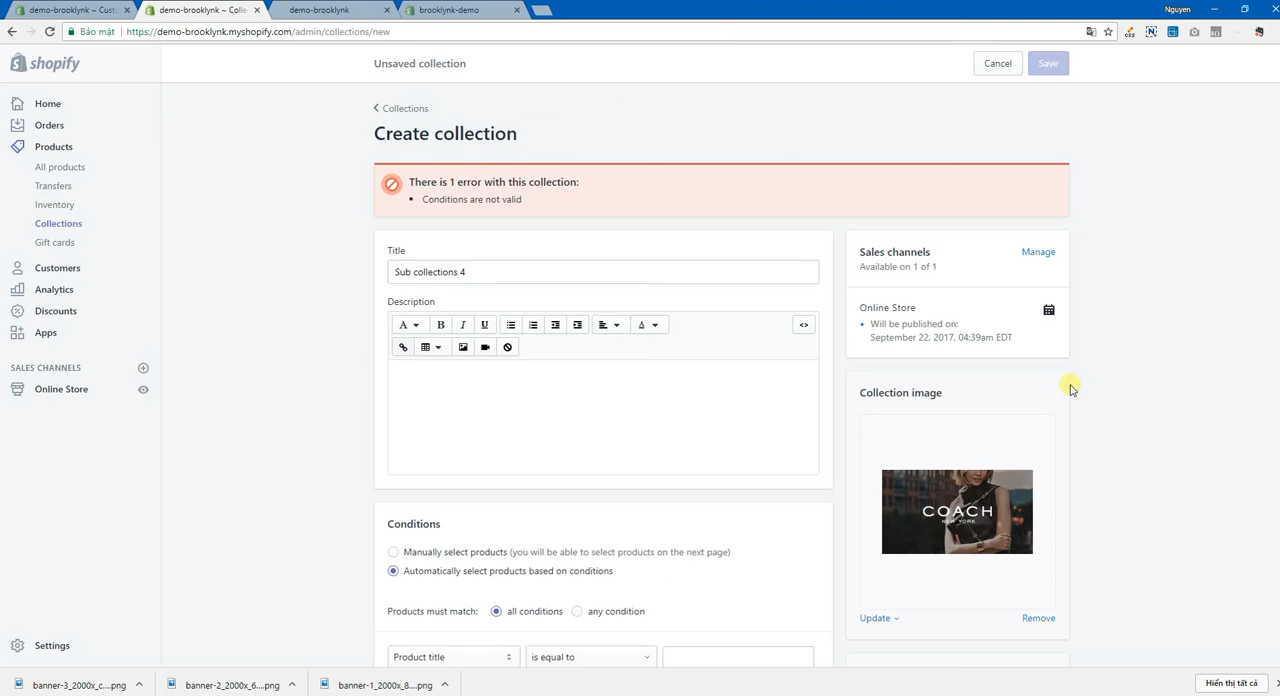 demo-brooklynk ~ Cust
demo-brooklynk ~ Colle
demo-brooklynk
brooklynk-demo
Nguyen
Bảo mật
https://demo-brooklynk.myshopify.com/admin/collections/new
shopify
Unsaved collection
Cancel
Save
Home
Orders
Products
All products
Transfers
Inventory
Collections
Gift cards
Customers
Analytics
Discounts
Apps
SALES CHANNELS
Online Store
Settings
Collections
Create collection
There is 1 error with this collection:
Conditions are not valid
Title
Sub collections 4
Description
Conditions
Manually select products (you will be able to select products on the next page)
Automatically select products based on conditions
Products must match: all conditions any condition
Product title is equal to
Sales channels Manage
Available on 1 of 1
Online Store
Will be published on:
September 22, 2017, 04:39am EDT
Collection image
COACH
NEW YORK
Update Remove
banner-3_2000x_c....png
banner-2_2000x_6....png
banner-1_2000x_8....png
Hiển thị tất cả